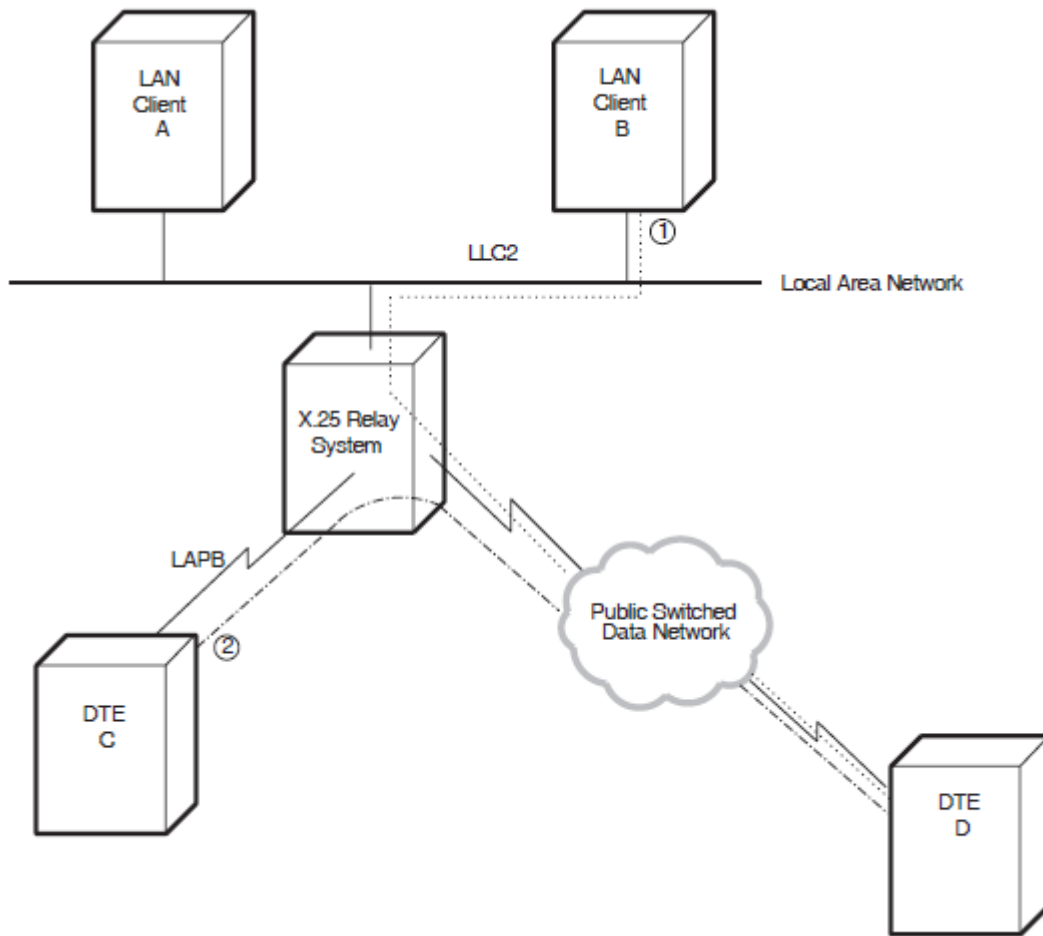 LAN
Client
A
LAN
Client
B
①
LLC2
Local Area Network
X.25 Relay
System
LAPB
Public Switched
Data Network
②
DTE
C
DTE
D